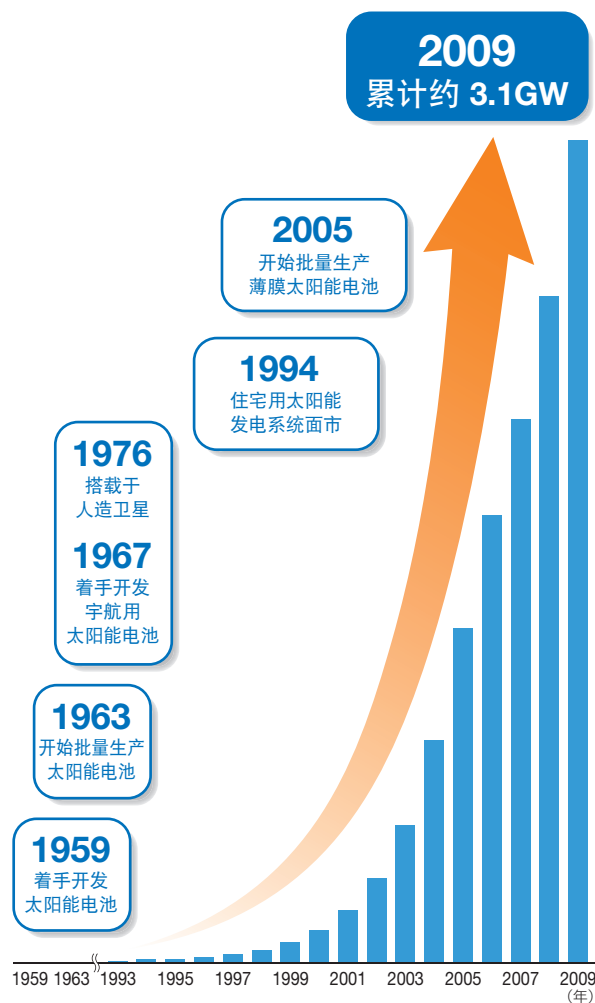 2009
累计约 3.1GW
2005
开始批量生产
薄膜太阳能电池
1994
住宅用太阳能
发电系统面市
1976
搭载于
人造卫星
1967
着手开发
宇航用
太阳能电池
1963
开始批量生产
太阳能电池
1959
着手开发
太阳能电池
1959 1963 1993 1995 1997 1999 2001 2003 2005 2007 2009
(年)